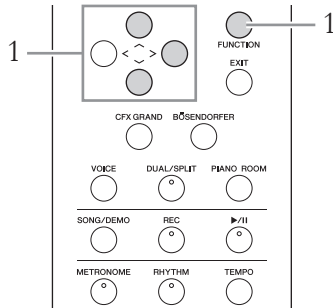 1
1
FUNCTION
EXIT
CFX GRAND BÖSENDORFER
VOICE DUAL/SPLIT PIANO ROOM
SONG/DEMO REC ►/II
METRONOME RHYTHM TEMPO